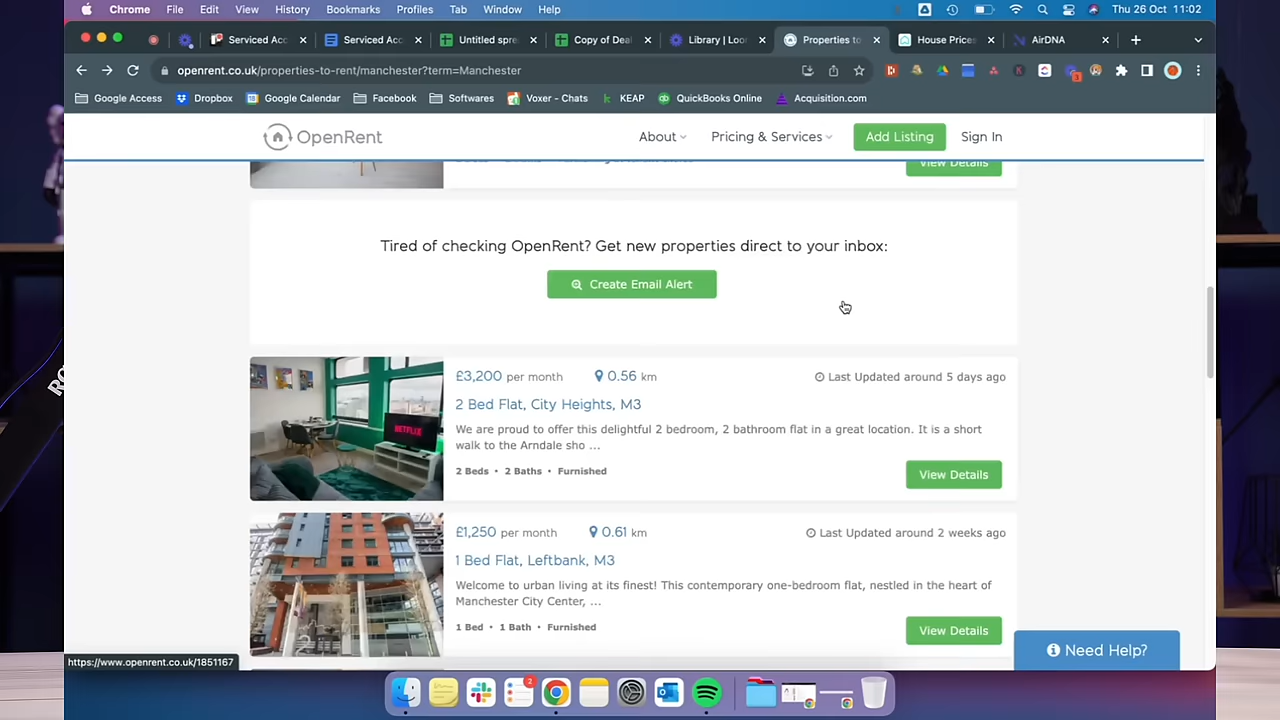 Chrome File Edit View History Bookmarks Profiles Tab Window Help Thu 26 Oct 11:02
Serviced Acc Serviced Acc Untitled spre Copy of Deal Library | Loon Properties to House Prices AirDNA
openrent.co.uk/properties-to-rent/manchester?term=Manchester
Google Access Dropbox Google Calendar Facebook Softwares Voxer - Chats KEAP QuickBooks Online Acquisition.com
OpenRent About Pricing & Services Add Listing Sign In
View Details
Tired of checking OpenRent? Get new properties direct to your inbox:
Create Email Alert
£3,200 per month 0.56 km Last Updated around 5 days ago
2 Bed Flat, City Heights, M3
We are proud to offer this delightful 2 bedroom, 2 bathroom flat in a great location. It is a short
walk to the Arndale sho ...
2 Beds • 2 Baths • Furnished
View Details
NETFLIX
£1,250 per month 0.61 km Last Updated around 2 weeks ago
1 Bed Flat, Leftbank, M3
Welcome to urban living at its finest! This contemporary one-bedroom flat, nestled in the heart of
Manchester City Center, ...
1 Bed • 1 Bath • Furnished
View Details
Need Help?
https://www.openrent.co.uk/1851167
2